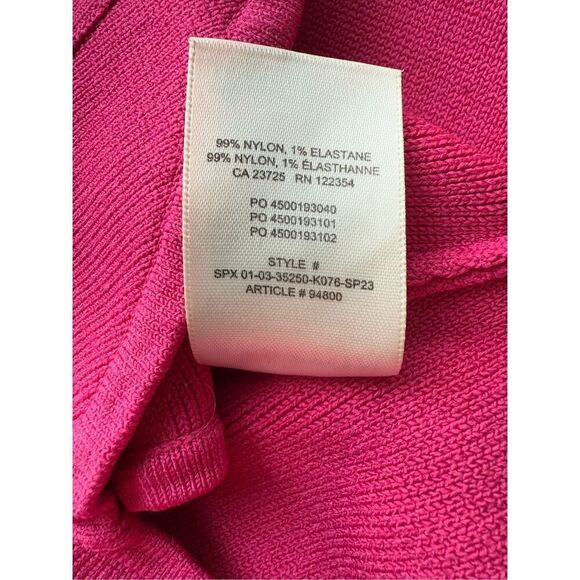 99% NYLON, 1% ELASTANE
99% NYLON, 1% ÉLASTHANNE
CA 23725 RN 122354
PO 4500193040
PO 4500193101
PO 4500193102
STYLE #
SPX 01-03-35250-K076-SP23
ARTICLE # 94800